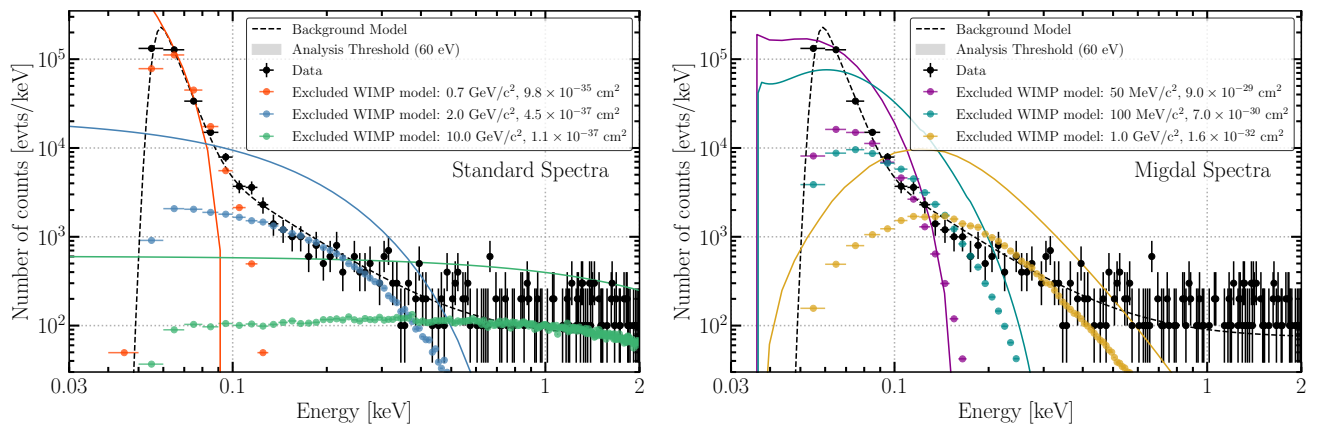 Number of counts [evts/keV]
10⁵
10⁴
10³
10²
Background Model
Analysis Threshold (60 eV)
Data
Excluded WIMP model: 0.7 GeV/c², 9.8 × 10⁻³⁵ cm²
Excluded WIMP model: 2.0 GeV/c², 4.5 × 10⁻³⁷ cm²
Excluded WIMP model: 10.0 GeV/c², 1.1 × 10⁻³⁷ cm²
Standard Spectra
0.03
0.1
1
2
Energy [keV]
Number of counts [evts/keV]
10⁵
10⁴
10³
10²
Background Model
Analysis Threshold (60 eV)
Data
Excluded WIMP model: 50 MeV/c², 9.0 × 10⁻²⁹ cm²
Excluded WIMP model: 100 MeV/c², 7.0 × 10⁻³⁰ cm²
Excluded WIMP model: 1.0 GeV/c², 1.6 × 10⁻³² cm²
Migdal Spectra
0.03
0.1
1
2
Energy [keV]